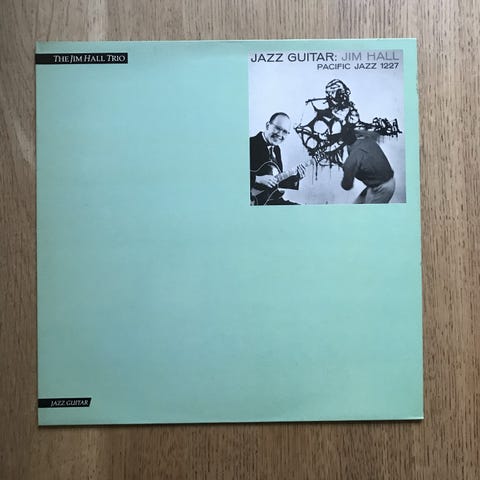 THE JIM HALL TRIO
JAZZ GUITAR: JIM HALL
PACIFIC JAZZ 1227
JAZZ GUITAR